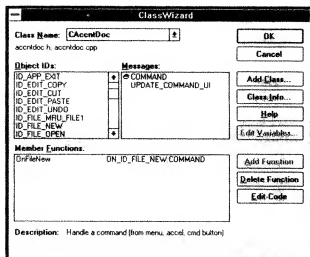 ClassWizard
Class Name: CAccntDoc
OK
accntdoc.h, accntdoc.cpp
Cancel
Object IDs:
Messages:
ID_APP_EXIT
ID_EDIT_COPY
ID_EDIT_CUT
ID_EDIT_PASTE
ID_EDIT_UNDO
ID_FILE_MRU_FILE1
ID_FILE_NEW
ID_FILE_OPEN
COMMAND
UPDATE_COMMAND_UI
Add Class...
Class Info...
Help
Edit Variables...
Member Functions:
OnFileNew ON_ID_FILE_NEW:COMMAND
Add Function
Delete Function
Edit Code
Description: Handle a command (from menu, accel, cmd button)